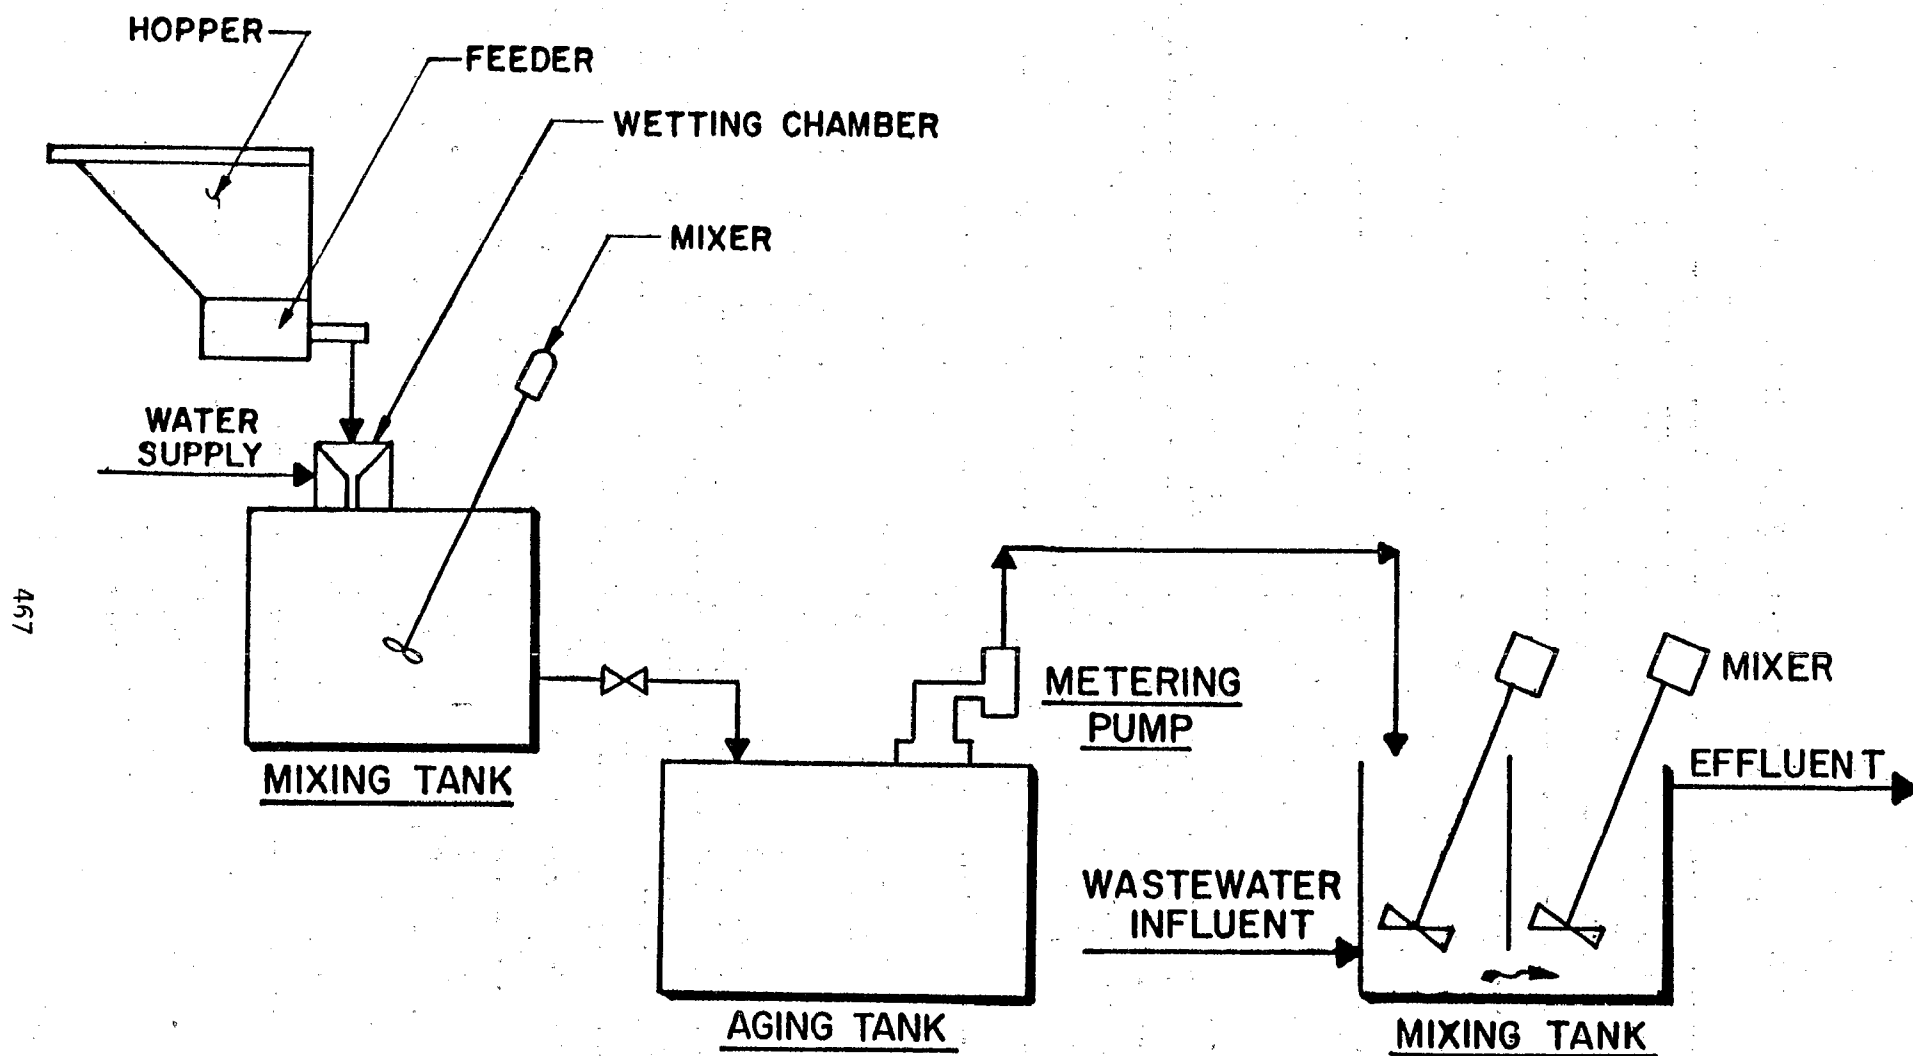 HOPPER
FEEDER
WETTING CHAMBER
MIXER
WATER
SUPPLY
467
METERING
PUMP
MIXER
MIXING TANK
EFFLUENT
WASTEWATER
INFLUENT
AGING TANK
MIXING TANK